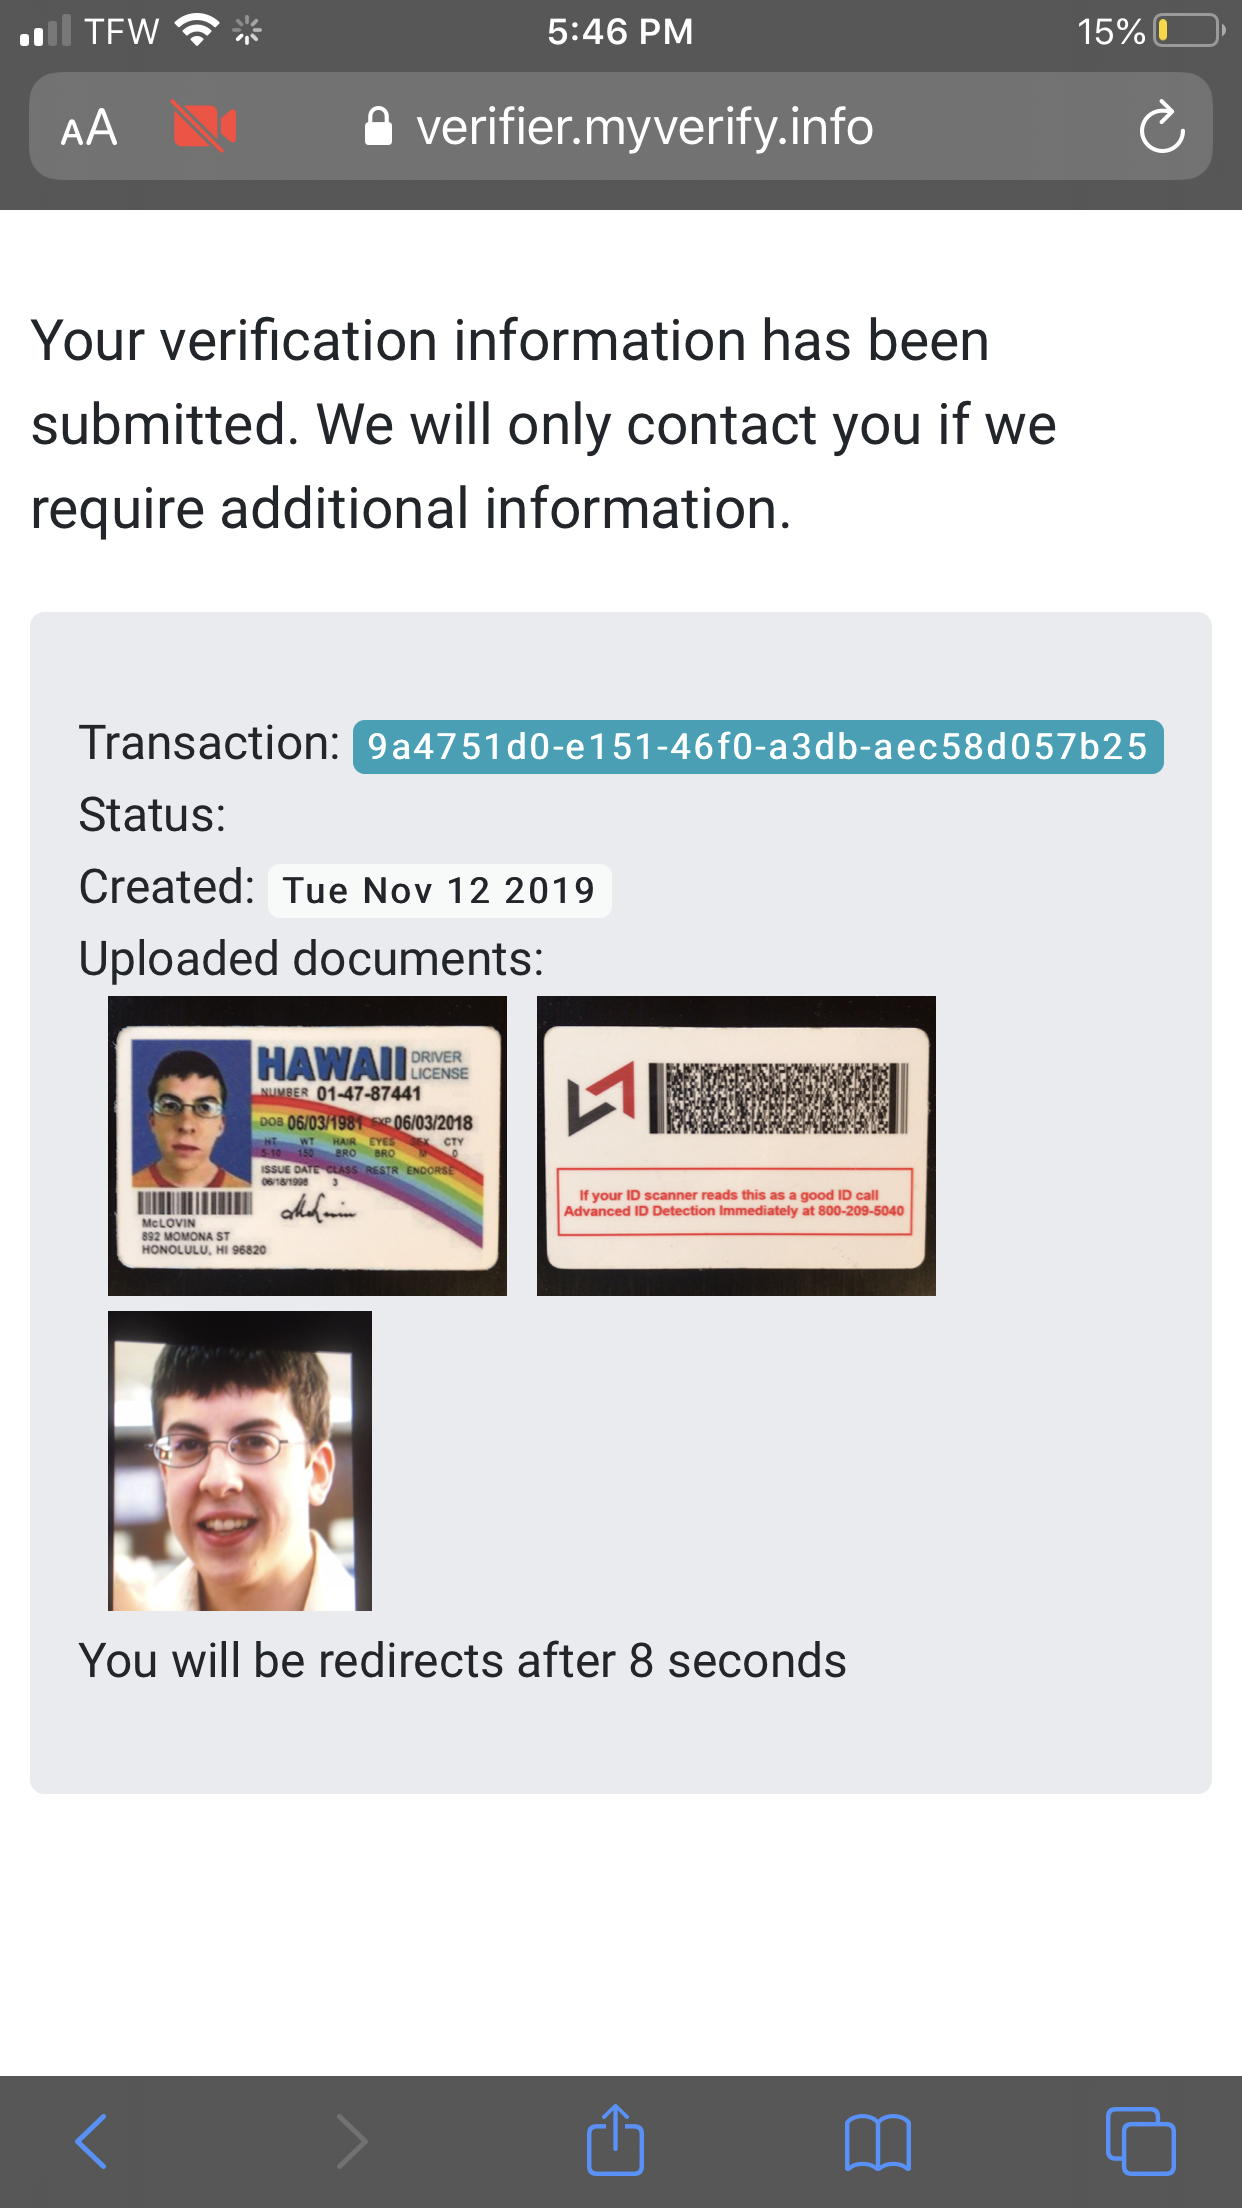 TFW 5:46 PM 15%
AA verifier.myverify.info
Your verification information has been
submitted. We will only contact you if we
require additional information.
Transaction: 9a4751d0-e151-46f0-a3db-aec58d057b25
Status:
Created: Tue Nov 12 2019
Uploaded documents:
HAWAII DRIVER
LICENSE
NUMBER 01-47-87441
DOB 06/03/1981 EXP 06/03/2018
HT WT HAIR EYES SEX CTY
5-10 150 BRO BRO M 0
ISSUE DATE CLASS RESTR ENDORSE
06/18/1998 3
McLovin
McLOVIN
892 MOMONA ST
HONOLULU, HI 96820
If your ID scanner reads this as a good ID call
Advanced ID Detection Immediately at 800-209-5040
You will be redirects after 8 seconds